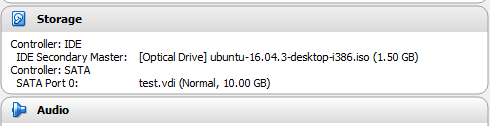 Storage
Controller: IDE
IDE Secondary Master: [Optical Drive] ubuntu-16.04.3-desktop-i386.iso (1.50 GB)
Controller: SATA
SATA Port 0: test.vdi (Normal, 10.00 GB)
Audio